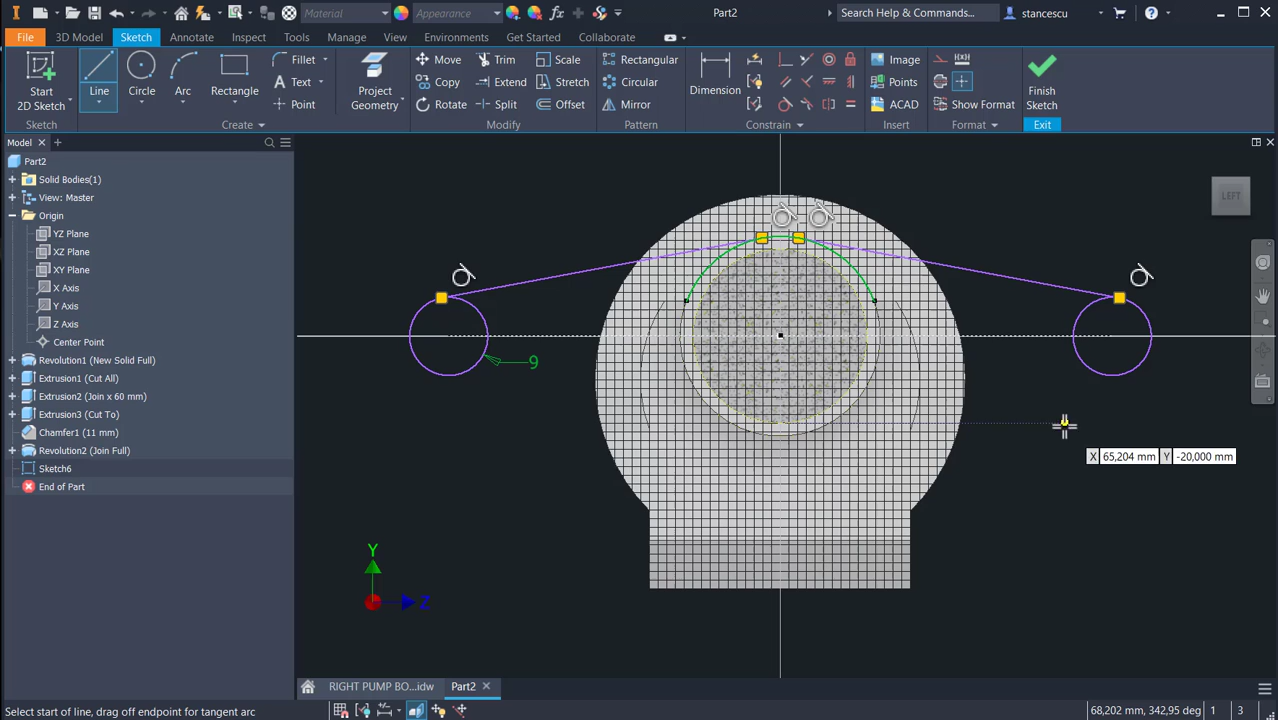 Material
Appearance
Part2
Search Help & Commands...
stancescu
File
3D Model
Sketch
Annotate
Inspect
Tools
Manage
View
Environments
Get Started
Collaborate
Start
2D Sketch
Line
Circle
Arc
Rectangle
Fillet
Text
Point
Project
Geometry
Move
Copy
Rotate
Trim
Extend
Split
Scale
Stretch
Offset
Rectangular
Circular
Mirror
Dimension
Image
Points
ACAD
Show Format
Finish
Sketch
Sketch
Create
Modify
Pattern
Constrain
Insert
Format
Exit
Model
Part2
Solid Bodies(1)
View: Master
Origin
YZ Plane
XZ Plane
XY Plane
X Axis
Y Axis
Z Axis
Center Point
Revolution1 (New Solid Full)
Extrusion1 (Cut All)
Extrusion2 (Join x 60 mm)
Extrusion3 (Cut To)
Chamfer1 (11 mm)
Revolution2 (Join Full)
Sketch6
End of Part
LEFT
9
X 65,204 mm Y -20,000 mm
Y
Z
RIGHT PUMP BO...idw
Part2
Select start of line, drag off endpoint for tangent arc
68,202 mm, 342,95 deg
1
3